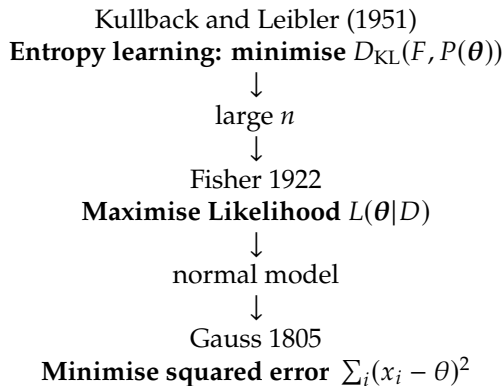 Kullback and Leibler (1951)
Entropy learning: minimise D_KL(F, P(θ))
↓
large n
↓
Fisher 1922
Maximise Likelihood L(θ|D)
↓
normal model
↓
Gauss 1805
Minimise squared error ∑_i(x_i − θ)²